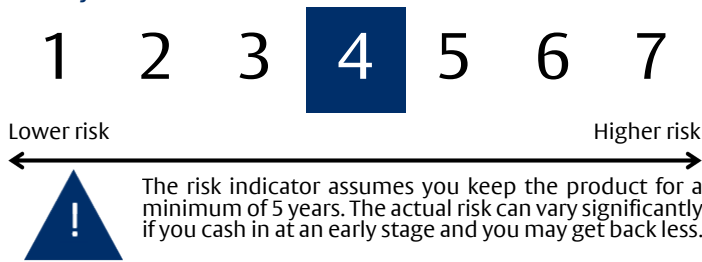 1 2 3 4 5 6 7
Lower risk Higher risk
!
The risk indicator assumes you keep the product for a
minimum of 5 years. The actual risk can vary significantly
if you cash in at an early stage and you may get back less.